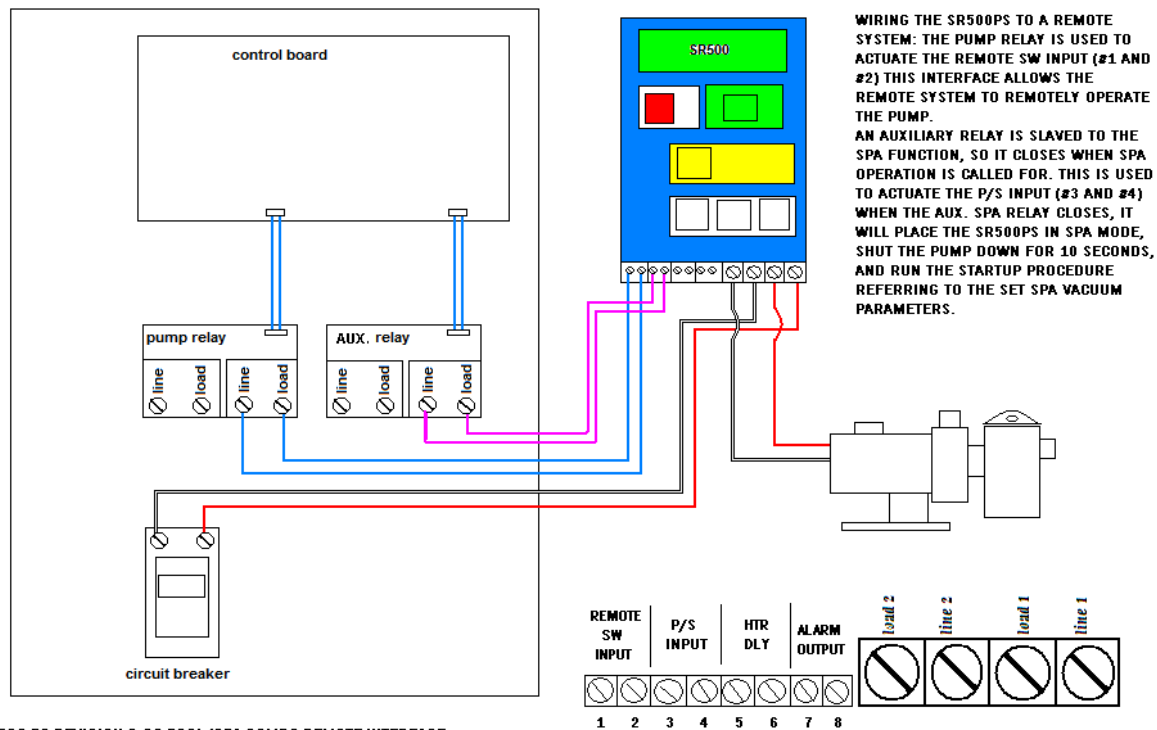 control board
SR500
WIRING THE SR500PS TO A REMOTE
SYSTEM: THE PUMP RELAY IS USED TO
ACTUATE THE REMOTE SW INPUT (#1 AND
#2) THIS INTERFACE ALLOWS THE
REMOTE SYSTEM TO REMOTELY OPERATE
THE PUMP.
AN AUXILIARY RELAY IS SLAVED TO THE
SPA FUNCTION, SO IT CLOSES WHEN SPA
OPERATION IS CALLED FOR. THIS IS USED
TO ACTUATE THE P/S INPUT (#3 AND #4)
WHEN THE AUX. SPA RELAY CLOSES, IT
WILL PLACE THE SR500PS IN SPA MODE,
SHUT THE PUMP DOWN FOR 10 SECONDS,
AND RUN THE STARTUP PROCEDURE
REFERRING TO THE SET SPA VACUUM
PARAMETERS.
pump relay
line
load
line
load
AUX. relay
line
load
line
load
circuit breaker
REMOTE
SW
INPUT
P/S
INPUT
HTR
DLY
ALARM
OUTPUT
load 2
line 2
load 1
line 1
1 2 3 4 5 6 7 8